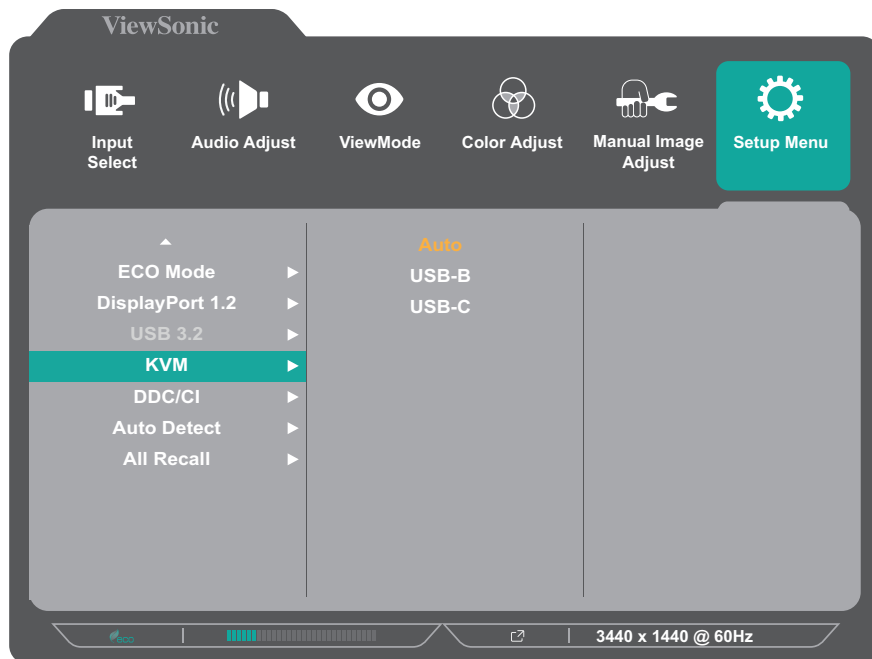 ViewSonic
Input
Select
Audio Adjust
ViewMode
Color Adjust
Manual Image
Adjust
Setup Menu
ECO Mode
DisplayPort 1.2
USB 3.2
KVM
DDC/CI
Auto Detect
All Recall
Auto
USB-B
USB-C
eco
3440 x 1440 @ 60Hz